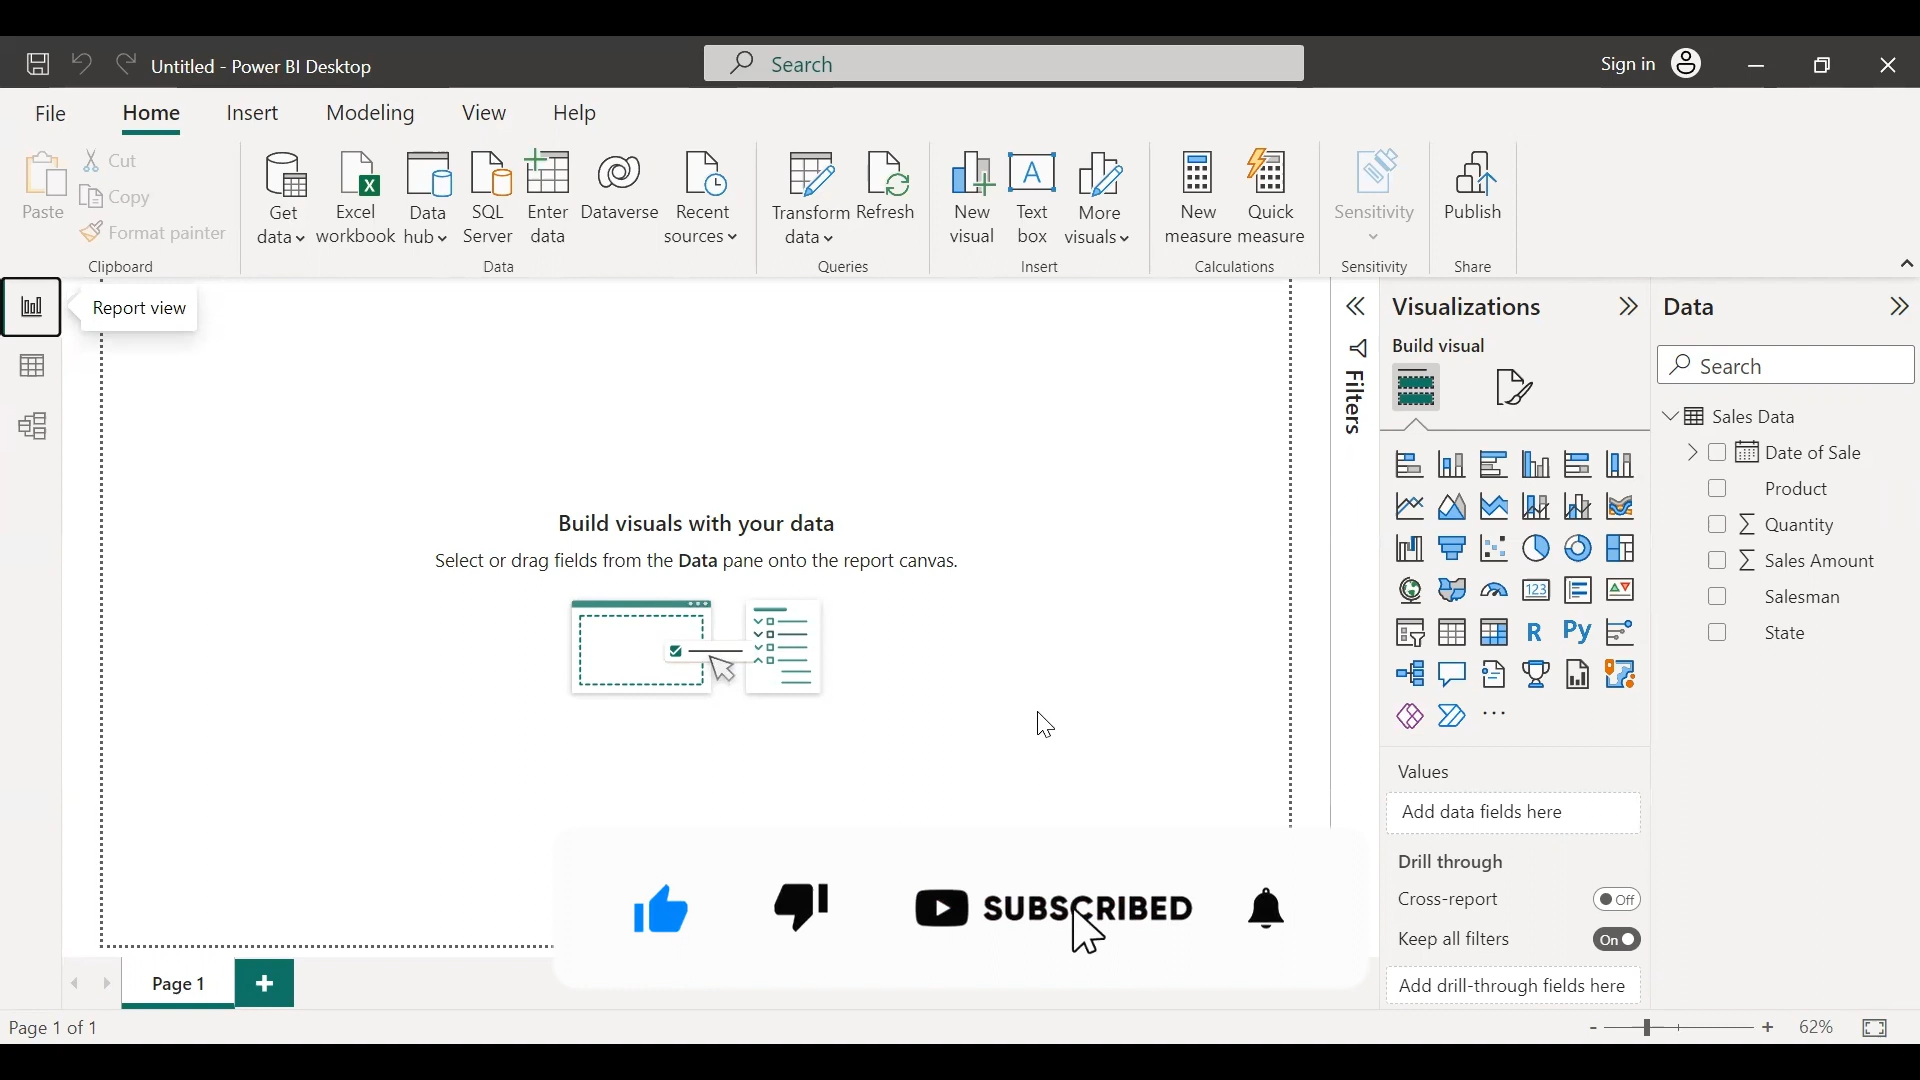 Untitled - Power BI Desktop
Search
Sign in
File
Home
Insert
Modeling
View
Help
Paste
Cut
Copy
Format painter
Clipboard
Get data
Excel workbook
Data hub
SQL Server
Enter data
Dataverse
Recent sources
Data
Transform data
Refresh
Queries
New visual
Text box
A
More visuals
Insert
New measure
Quick measure
Calculations
Sensitivity
Sensitivity
Publish
Share
Report view
Build visuals with your data
Select or drag fields from the Data pane onto the report canvas.
Filters
Visualizations
Build visual
123
R
Py
Values
Add data fields here
Drill through
Cross-report
Off
Keep all filters
On
Add drill-through fields here
Data
Search
Sales Data
Date of Sale
Product
Quantity
Sales Amount
Salesman
State
SUBSCRIBED
Page 1
Page 1 of 1
62%